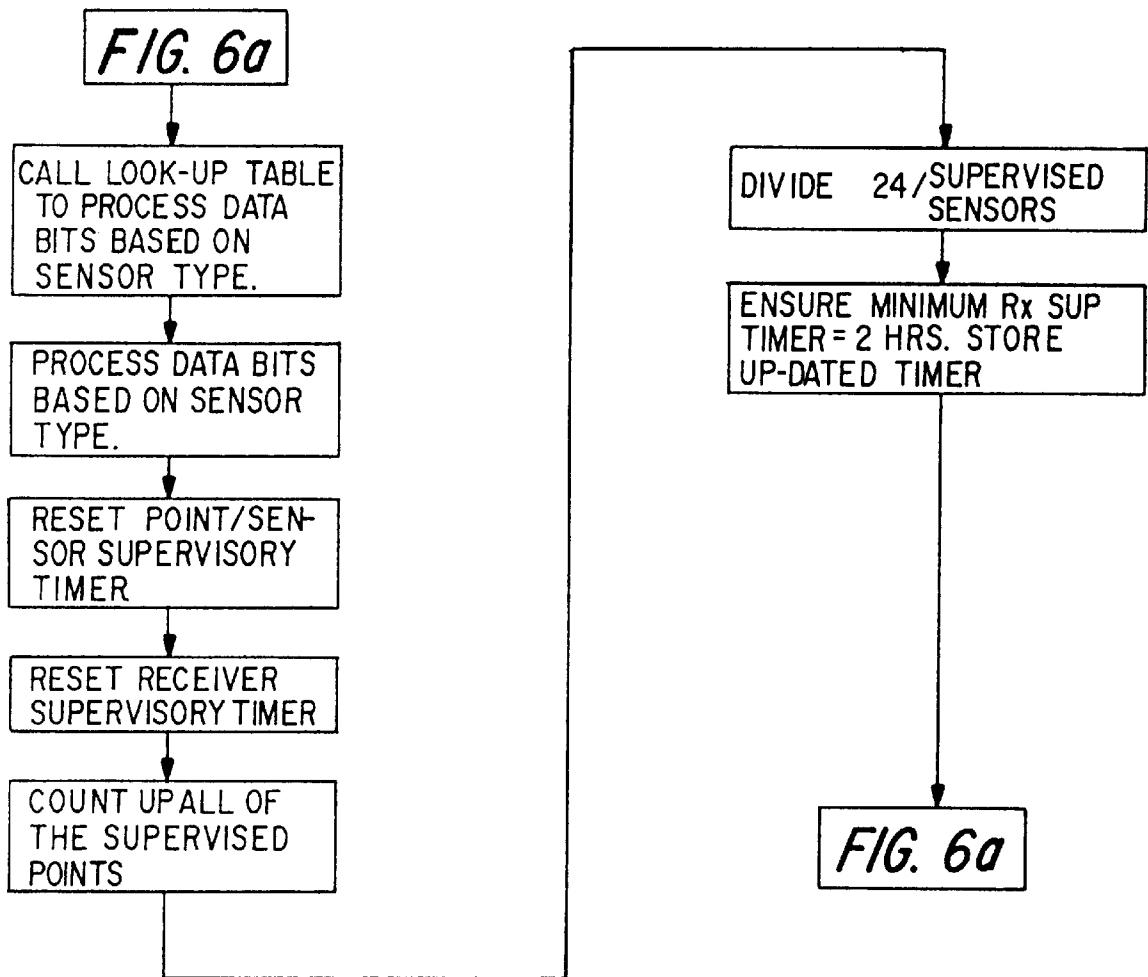 FIG. 6a
CALL LOOK-UP TABLE
TO PROCESS DATA
BITS BASED ON
SENSOR TYPE.
PROCESS DATA BITS
BASED ON SENSOR
TYPE.
RESET POINT/SEN-
SOR SUPERVISORY
TIMER
RESET RECEIVER
SUPERVISORY TIMER
COUNT UP ALL OF
THE SUPERVISED
POINTS
DIVIDE 24/SUPERVISED
SENSORS
ENSURE MINIMUM Rx SUP
TIMER=2 HRS. STORE
UP-DATED TIMER
FIG. 6a